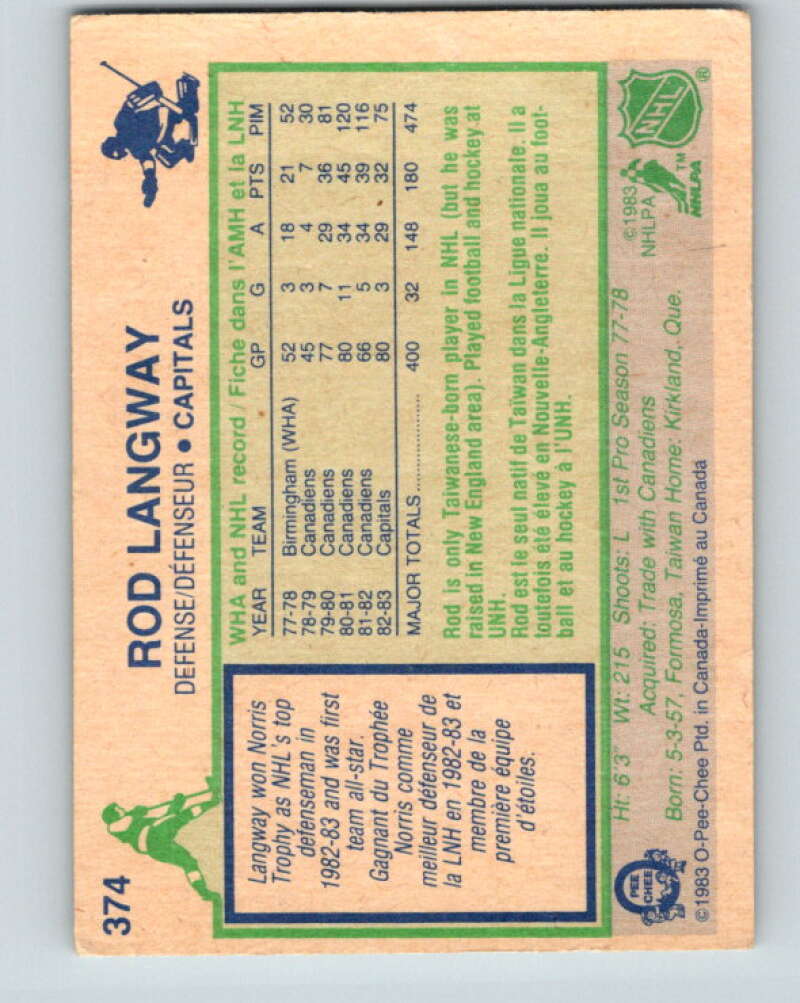 374
ROD LANGWAY
DEFENSE/DÉFENSEUR • CAPITALS
Langway won Norris
Trophy as NHL's top
defenseman in
1982-83 and was first
team all-star.
Gagnant du Trophée
Norris comme
meilleur défenseur de
la LNH en 1982-83 et
membre de la
première équipe
d'étoiles.
WHA and NHL record / Fiche dans l'AMH et la LNH
YEAR TEAM GP G A PTS PIM
77-78 Birmingham (WHA) 52 3 18 21 52
78-79 Canadiens 45 3 4 7 30
79-80 Canadiens 77 7 29 36 81
80-81 Canadiens 80 11 34 45 120
81-82 Canadiens 66 5 34 39 116
82-83 Capitals 80 3 29 32 75
MAJOR TOTALS.................. 400 32 148 180 474
Rod is only Taiwanese-born player in NHL (but he was
raised in New England area). Played football and hockey at
UNH.
Rod est le seul natif de Taïwan dans la Ligue nationale. Il a
toutefois été élevé en Nouvelle-Angleterre. Il joua au foot-
ball et au hockey à l'UNH.
Ht: 6'3" Wt: 215 Shoots: L 1st Pro Season 77-78
Acquired: Trade with Canadiens
Born: 5-3-57, Formosa, Taiwan Home: Kirkland, Que.
©1983 O-Pee-Chee Ptd. in Canada-Imprimé au Canada
PEE
CHEE
©1983
NHLPA
NHLPA
TM
NHL
®